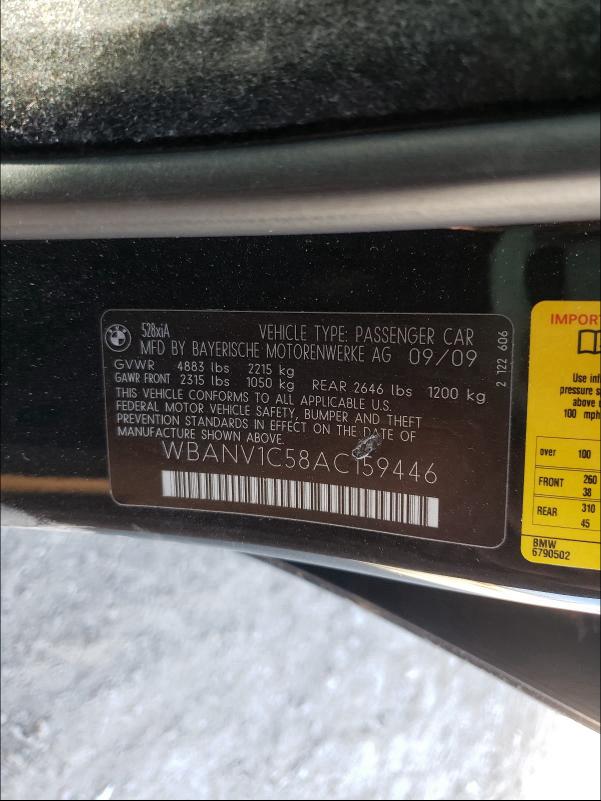 528xiA
VEHICLE TYPE: PASSENGER CAR
MFD BY BAYERISCHE MOTORENWERKE AG 09/09
GVWR 4883 lbs 2215 kg
GAWR FRONT 2315 lbs 1050 kg REAR 2646 lbs 1200 kg
THIS VEHICLE CONFORMS TO ALL APPLICABLE U.S.
FEDERAL MOTOR VEHICLE SAFETY, BUMPER AND THEFT
PREVENTION STANDARDS IN EFFECT ON THE DATE OF
MANUFACTURE SHOWN ABOVE.
WBANV1C58AC159446
2 122 606
IMPORT
Use inf
pressure s
above
100 mph
over 100
FRONT 260
38
REAR 310
45
BMW
6790502